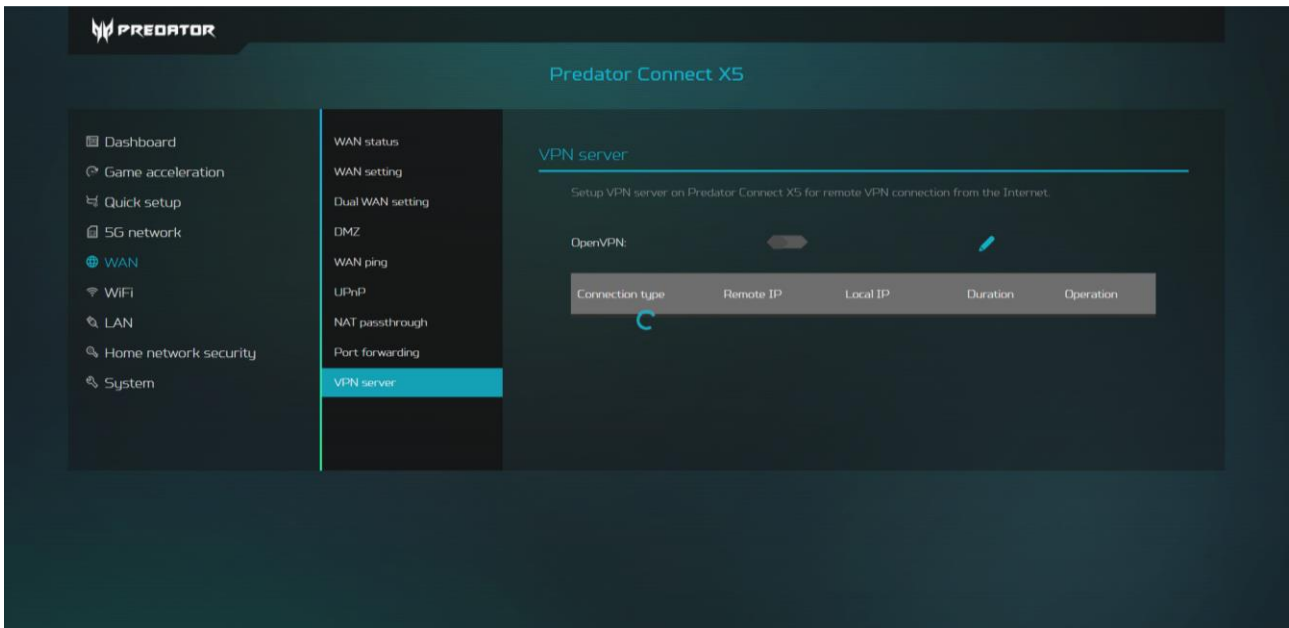 PREDATOR
Predator Connect X5
Dashboard
Game acceleration
Quick setup
5G network
WAN
WiFi
LAN
Home network security
System
WAN status
WAN setting
Dual WAN setting
DMZ
WAN ping
UPnP
NAT passthrough
Port forwarding
VPN server
VPN server
Setup VPN server on Predator Connect X5 for remote VPN connection from the Internet.
OpenVPN:
Connection type Remote IP Local IP Duration Operation